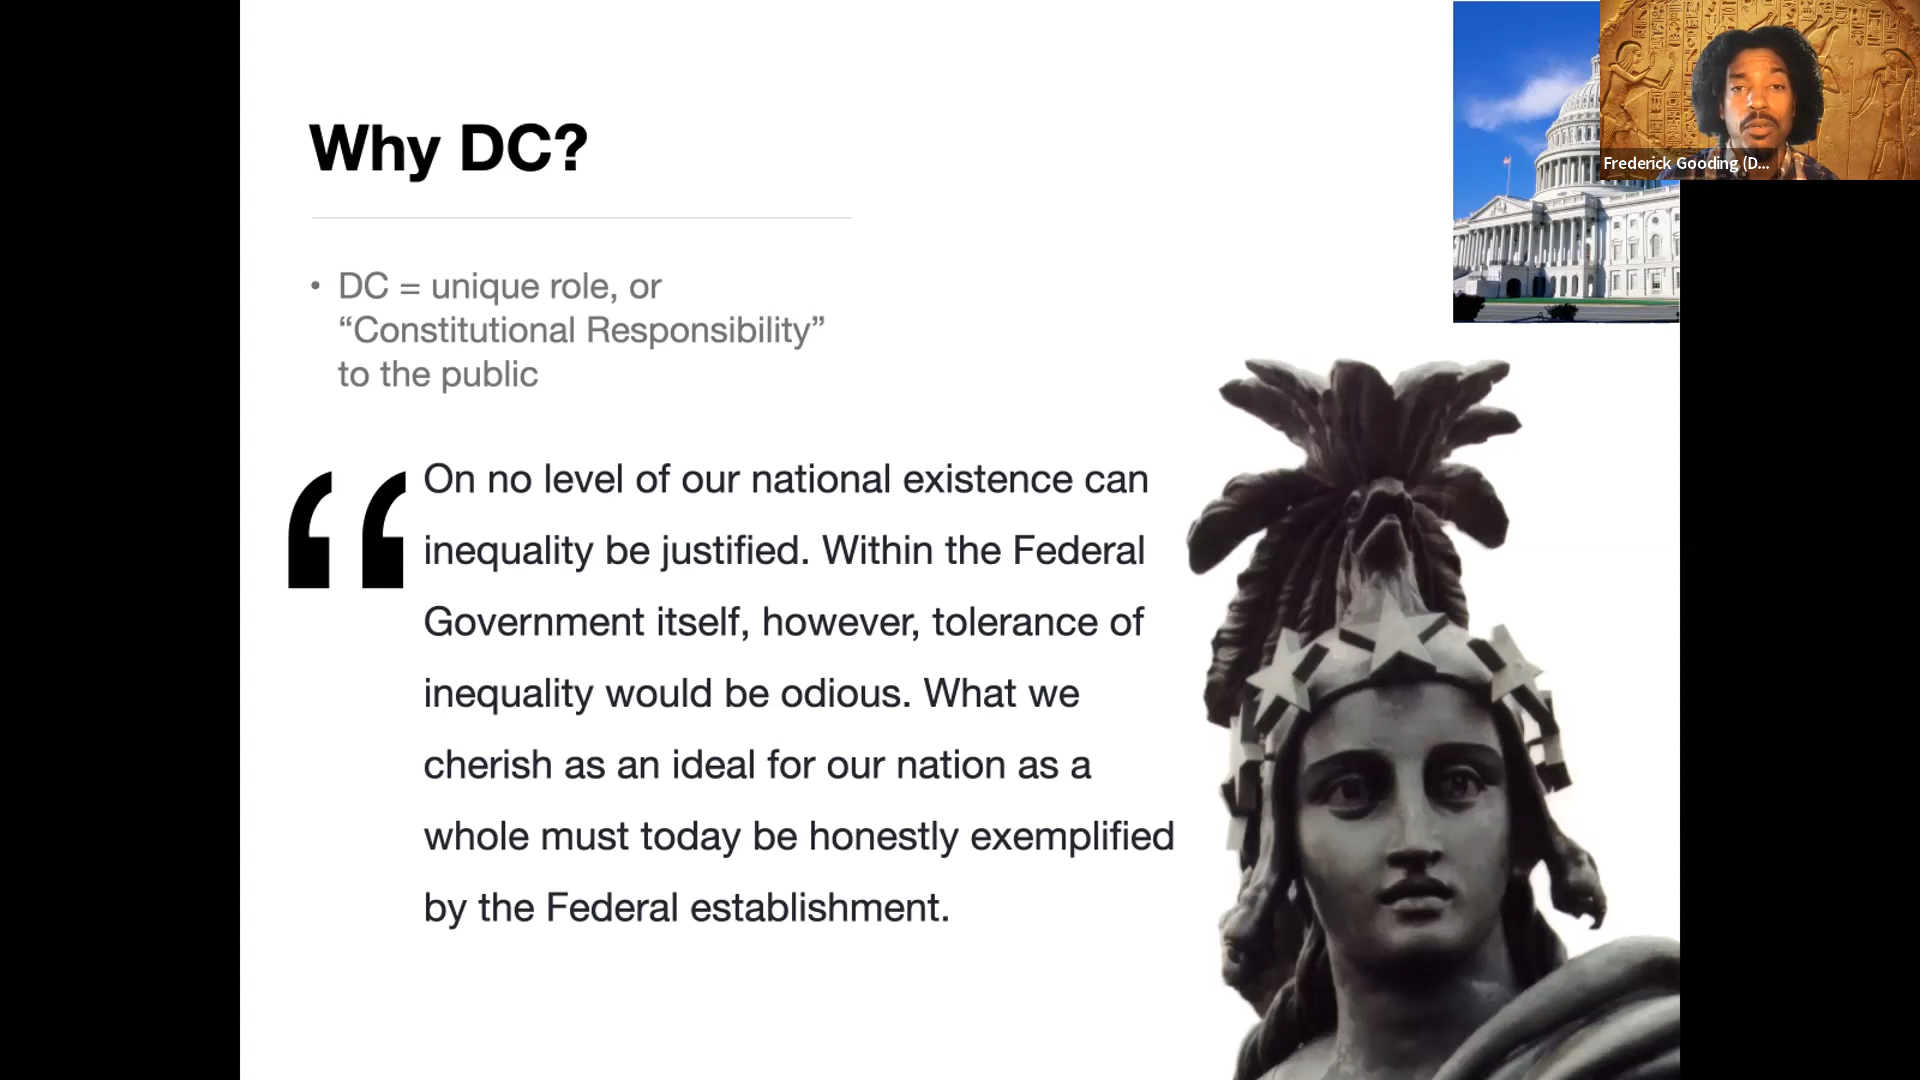 Why DC?
• DC = unique role, or
“Constitutional Responsibility”
to the public
“
On no level of our national existence can
inequality be justified. Within the Federal
Government itself, however, tolerance of
inequality would be odious. What we
cherish as an ideal for our nation as a
whole must today be honestly exemplified
by the Federal establishment.
Frederick Gooding (D...